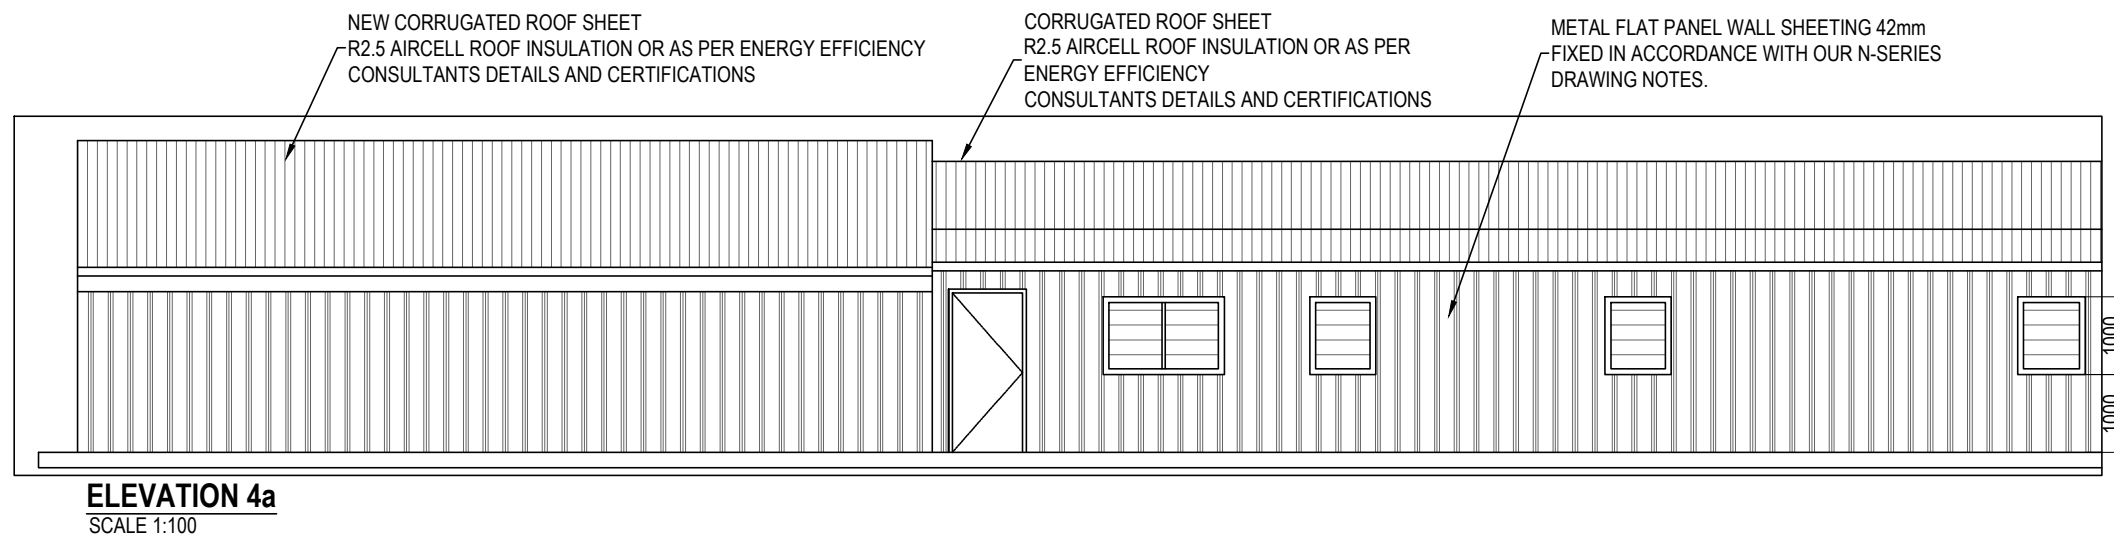 NEW CORRUGATED ROOF SHEET
R2.5 AIRCELL ROOF INSULATION OR AS PER ENERGY EFFICIENCY
CONSULTANTS DETAILS AND CERTIFICATIONS
CORRUGATED ROOF SHEET
R2.5 AIRCELL ROOF INSULATION OR AS PER
ENERGY EFFICIENCY
CONSULTANTS DETAILS AND CERTIFICATIONS
METAL FLAT PANEL WALL SHEETING 42mm
FIXED IN ACCORDANCE WITH OUR N-SERIES
DRAWING NOTES.
1000
1000
ELEVATION 4a
SCALE 1:100